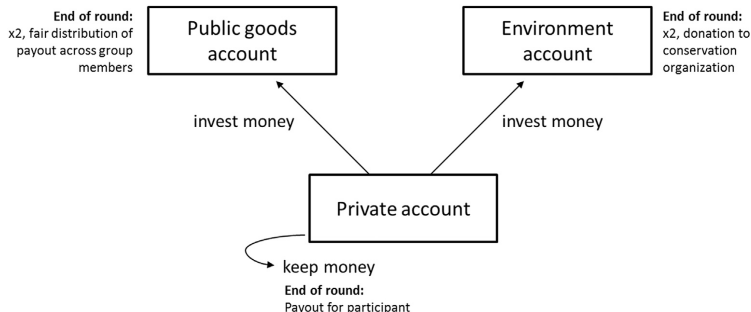 End of round:
x2, fair distribution of
payout across group
members
Public goods
account
Environment
account
End of round:
x2, donation to
conservation
organization
invest money
invest money
Private account
keep money
End of round:
Payout for participant